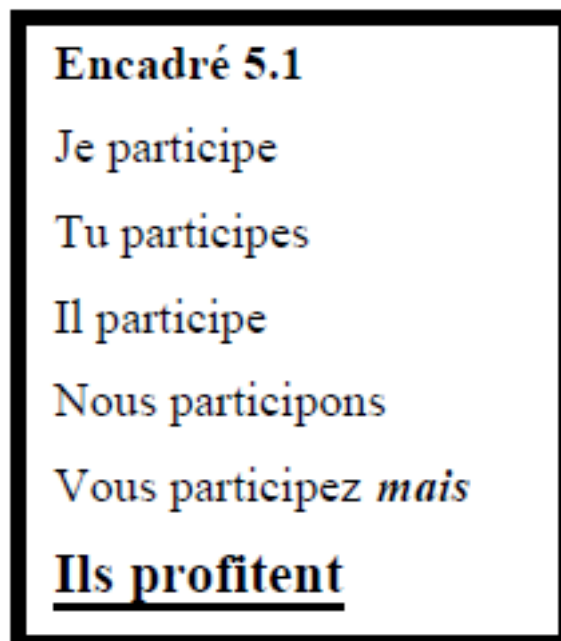 Encadré 5.1
Je participe
Tu participes
Il participe
Nous participons
Vous participez mais
Ils profitent